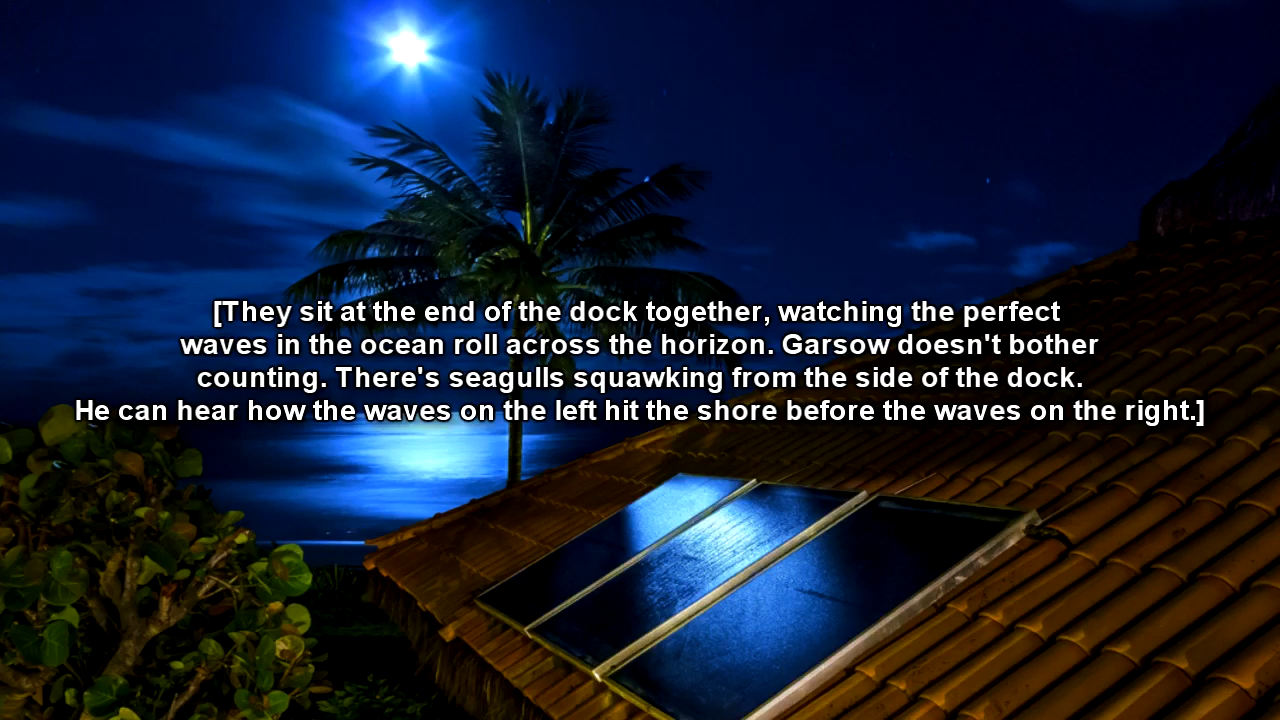 [They sit at the end of the dock together, watching the perfect
waves in the ocean roll across the horizon. Garsow doesn't bother
counting. There's seagulls squawking from the side of the dock.
He can hear how the waves on the left hit the shore before the waves on the right.]